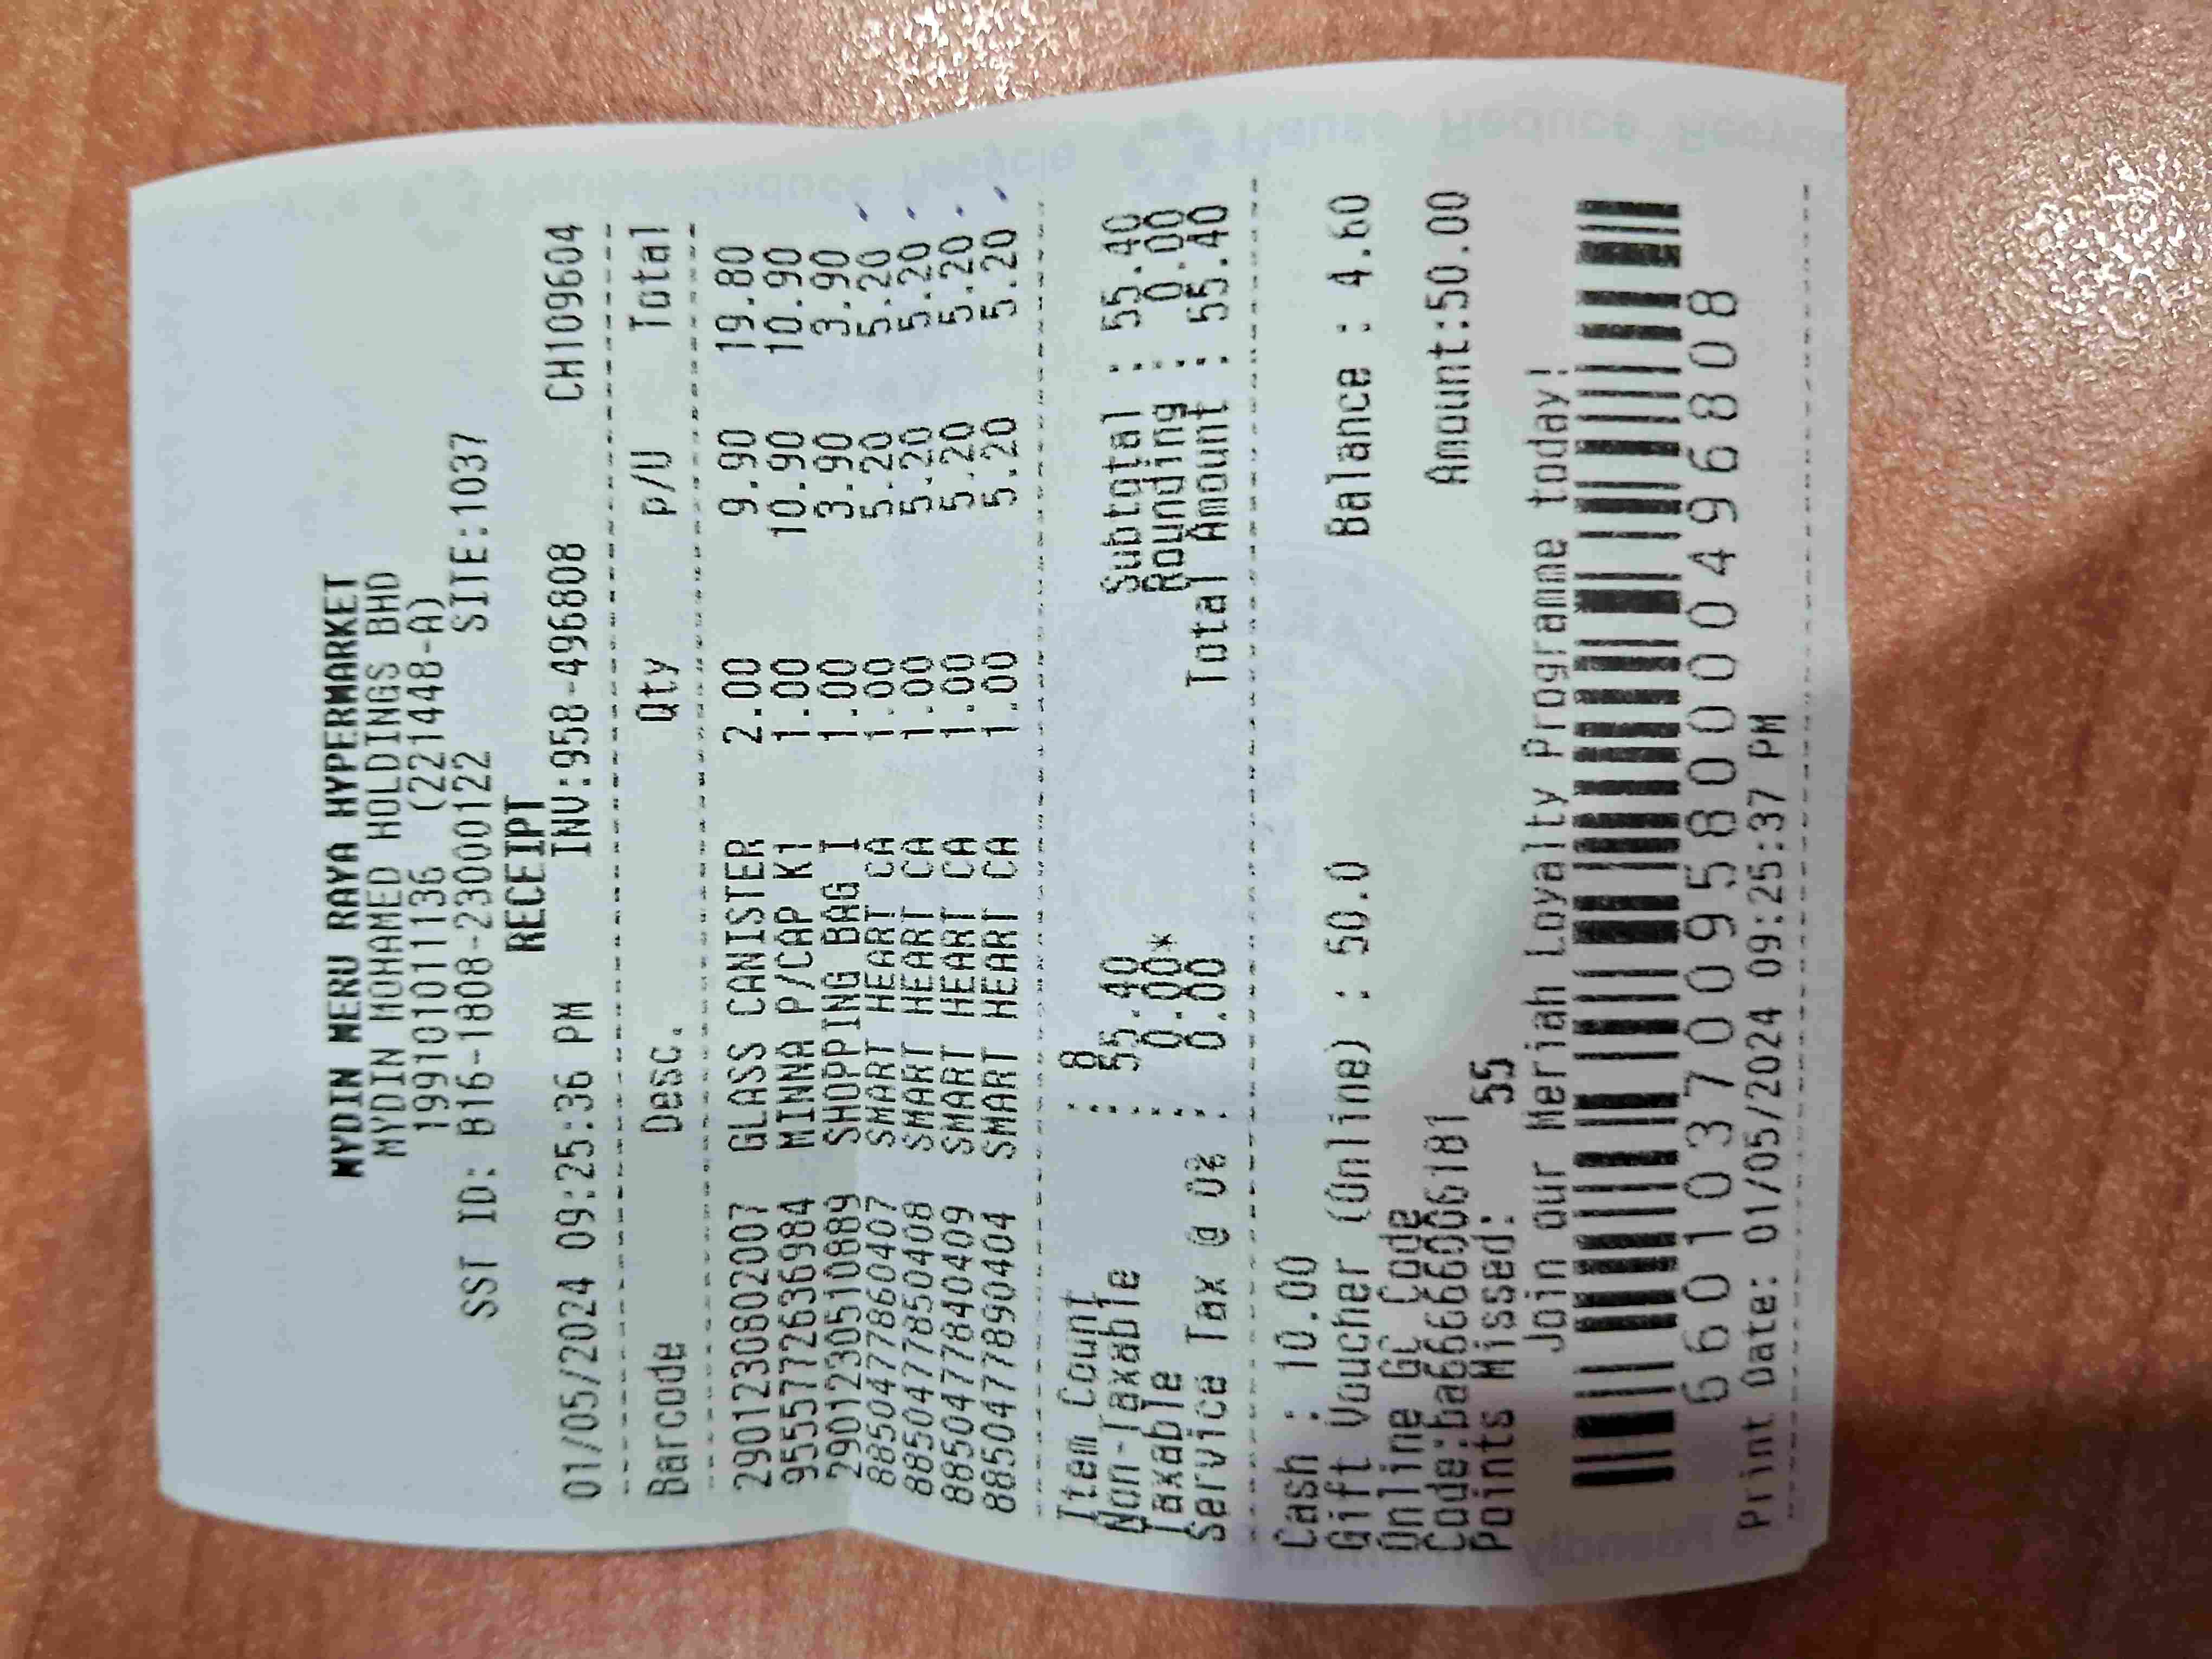 MYDIN MERU RAYA HYPERMARKET
MYDIN MOHAMED HOLDINGS BHD
199101011136 (221448-A)
SST ID: B16-1808-23000122 SITE:1037
RECEIPT
01/05/2024 09:25:36 PM INV:958-496808 CH109604
Barcode Desc. Qty P/U Total
2901230802007 GLASS CANISTER 2.00 9.90 19.80
9555772636984 MINNA P/CAP K1 1.00 10.90 10.90
2901230510889 SHOPPING BAG I 1.00 3.90 3.90
8850477860407 SMART HEART CA 1.00 5.20 5.20
8850477850408 SMART HEART CA 1.00 5.20 5.20
8850477840409 SMART HEART CA 1.00 5.20 5.20
8850477890404 SMART HEART CA 1.00 5.20 5.20
Item Count : 8
Non-Taxable : 55.40 Subtotal : 55.40
Taxable : 0.00* Rounding : 0.00
Service Tax @ 0% : 0.00 Total Amount : 55.40
Cash : 10.00
Gift Voucher (Online) : 50.0 Balance : 4.60
Online GC Code
Code:ba66666006181 Amount:50.00
Points Missed: 55
Join our Meriah Loyalty Programme today!
6601037009580000496808
Print Date: 01/05/2024 09:25:37 PM
Reuse Reduce Recycle
Reuse Reduce Recycle